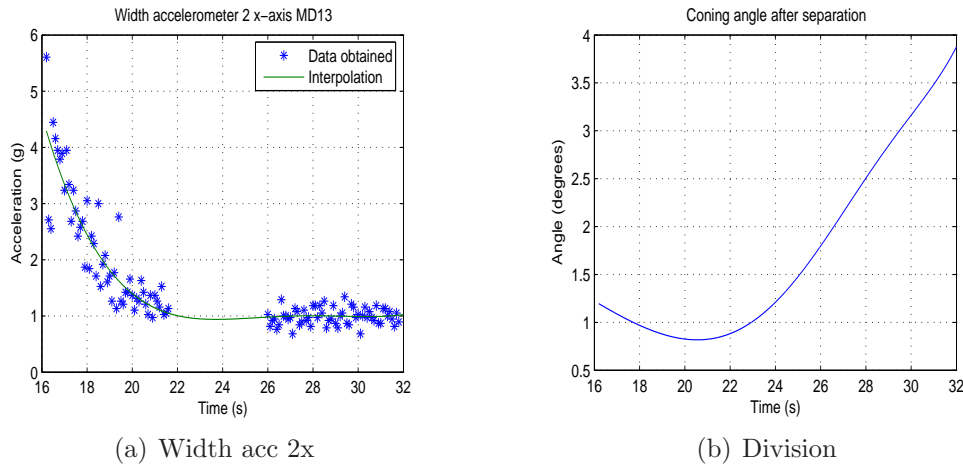 Width accelerometer 2 x-axis MD13
6
5
4
3
2
1
0
16 18 20 22 24 26 28 30 32
Acceleration (g)
Time (s)
Data obtained
Interpolation
(a) Width acc 2x
Coning angle after separation
4
3.5
3
2.5
2
1.5
1
0.5
16 18 20 22 24 26 28 30 32
Angle (degrees)
Time (s)
(b) Division